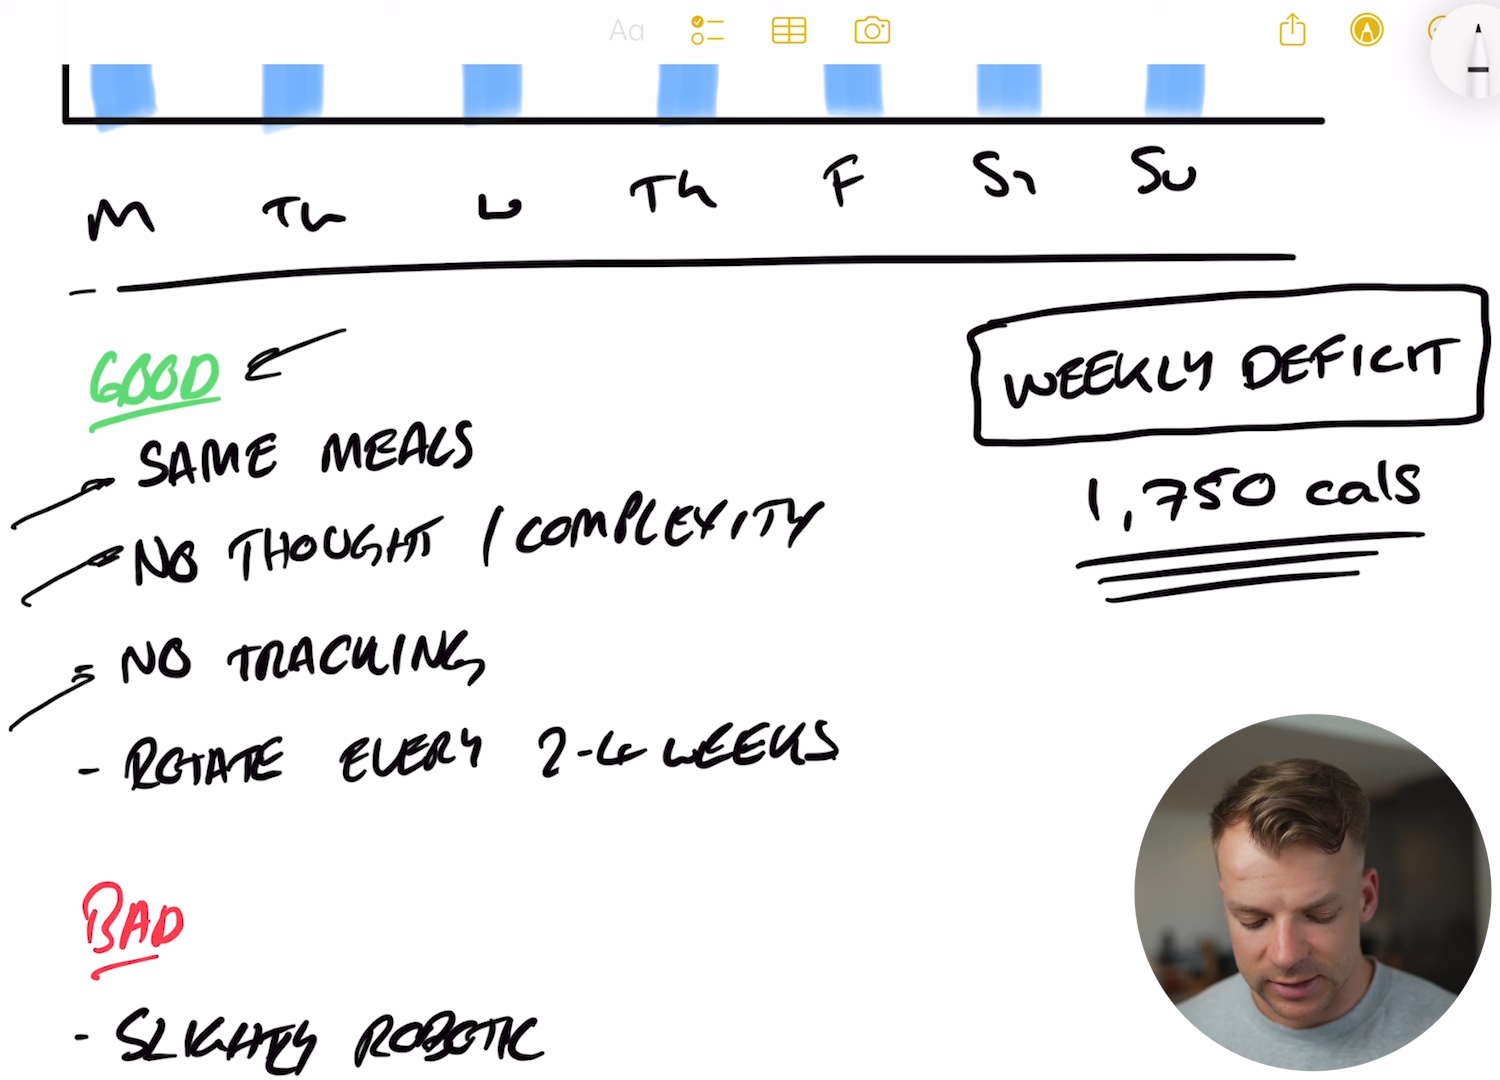 Aa
M Tu W Th F Sa Su
GOOD
WEEKLY DEFICIT
1,750 cals
SAME MEALS
NO THOUGHT / COMPLEXITY
NO TRACKING
- ROTATE EVERY 2-4 WEEKS
BAD
- SLIGHTLY ROBOTIC